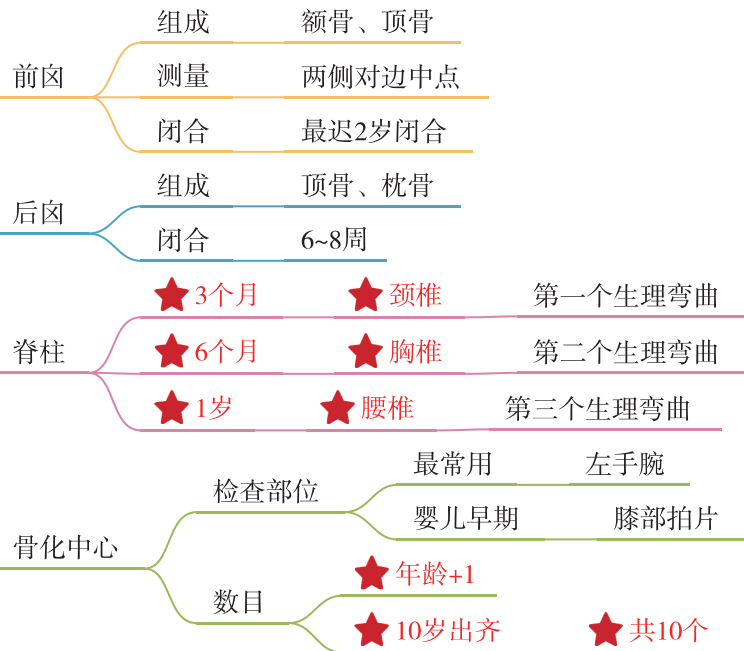 组成 额骨、顶骨
前囟 测量 两侧对边中点
闭合 最迟2岁闭合
组成 顶骨、枕骨
后囟
闭合 6~8周
3个月 颈椎 第一个生理弯曲
脊柱 6个月 胸椎 第二个生理弯曲
1岁 腰椎 第三个生理弯曲
最常用 左手腕
检查部位
婴儿早期 膝部拍片
骨化中心
年龄+1
数目
10岁出齐 共10个